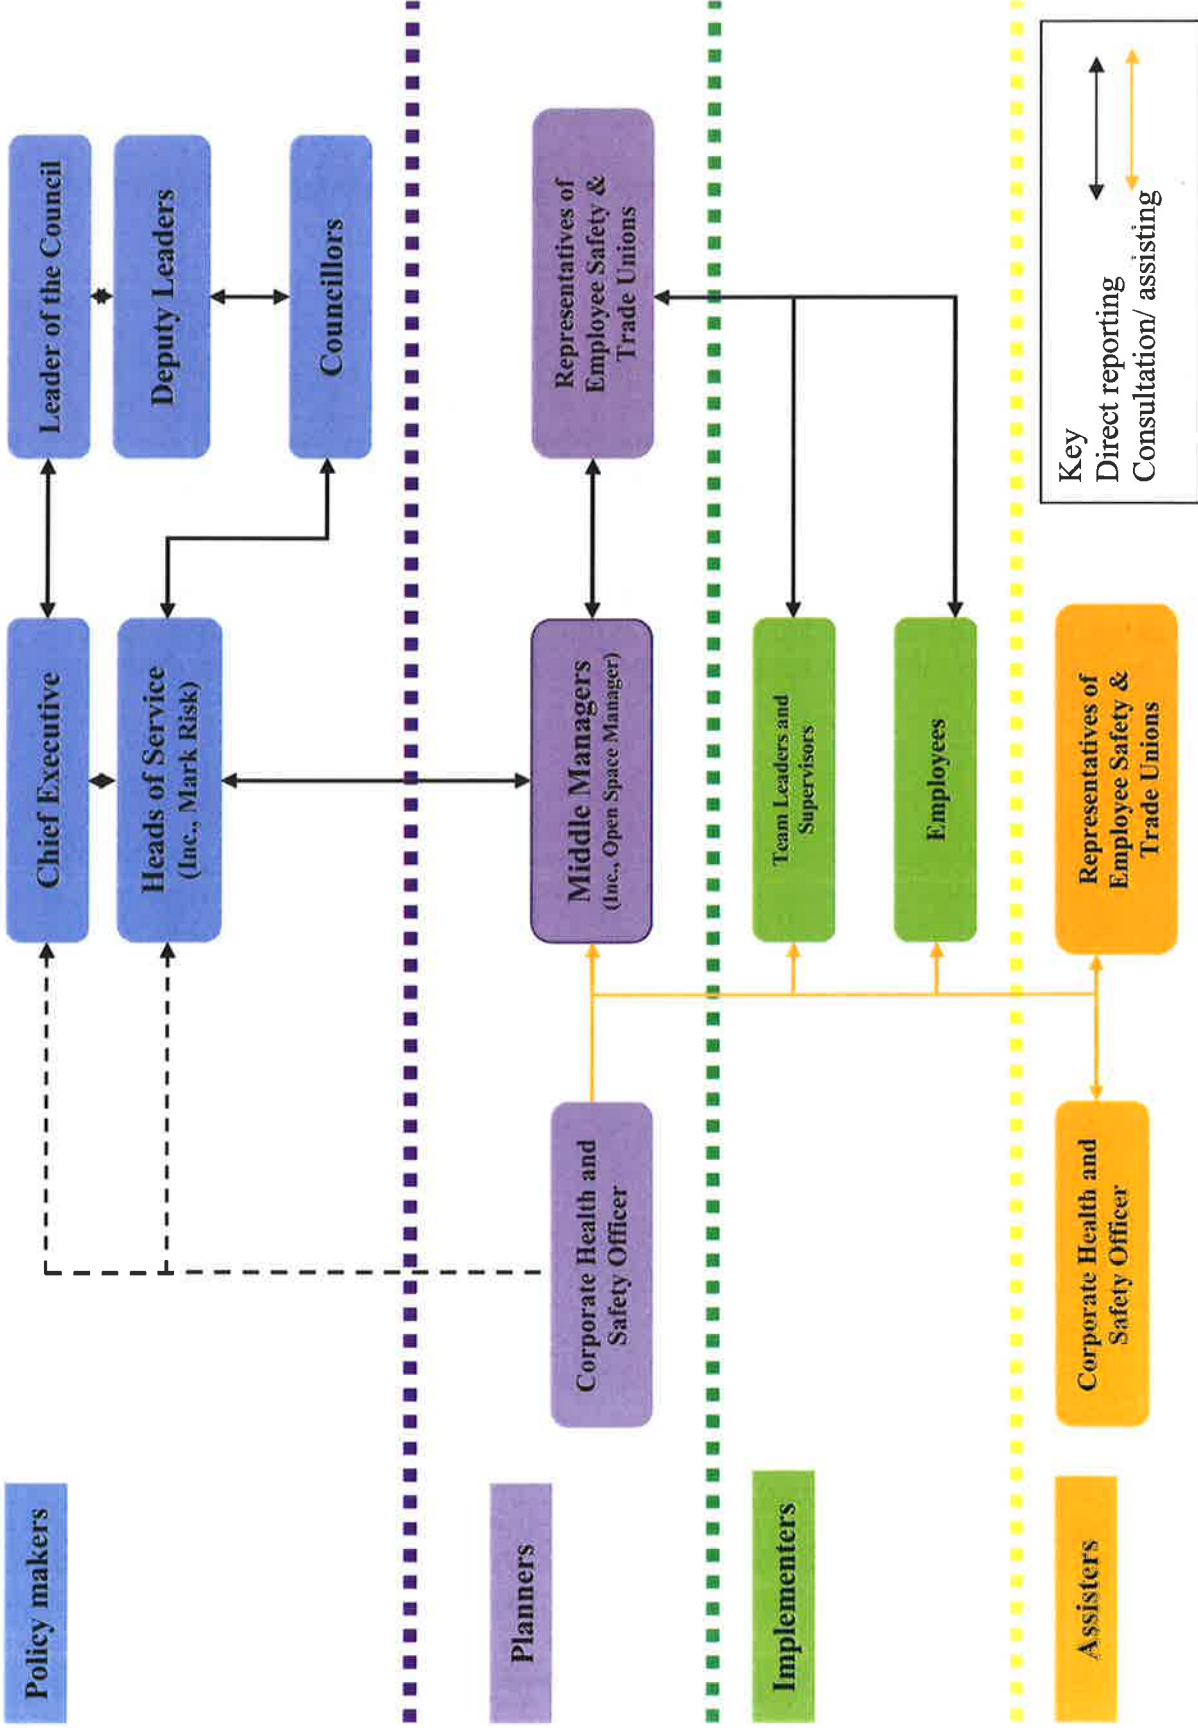 Policy makers
Chief Executive
Leader of the Council
Heads of Service
(Inc., Mark Risk)
Deputy Leaders
Councillors
Planners
Corporate Health and
Safety Officer
Middle Managers
(Inc., Open Space Manager)
Representatives of
Employee Safety &
Trade Unions
Implementers
Team Leaders and
Supervisors
Employees
Assisters
Corporate Health and
Safety Officer
Representatives of
Employee Safety &
Trade Unions
Key
Direct reporting
Consultation/ assisting